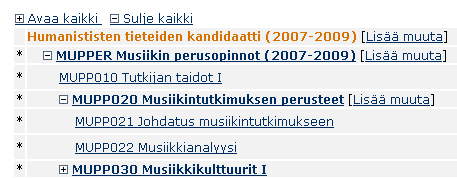 Avaa kaikki Sulje kaikki
Humanististen tieteiden kandidaatti (2007-2009) [Lisää muuta]
* MUPPER Musiikin perusopinnot (2007-2009) [Lisää muuta]
* MUPP010 Tutkijan taidot I
* MUPP020 Musiikintutkimuksen perusteet [Lisää muuta]
* MUPP021 Johdatus musiikintutkimukseen
* MUPP022 Musiikkianalyysi
* MUPP030 Musiikkikulttuurit I